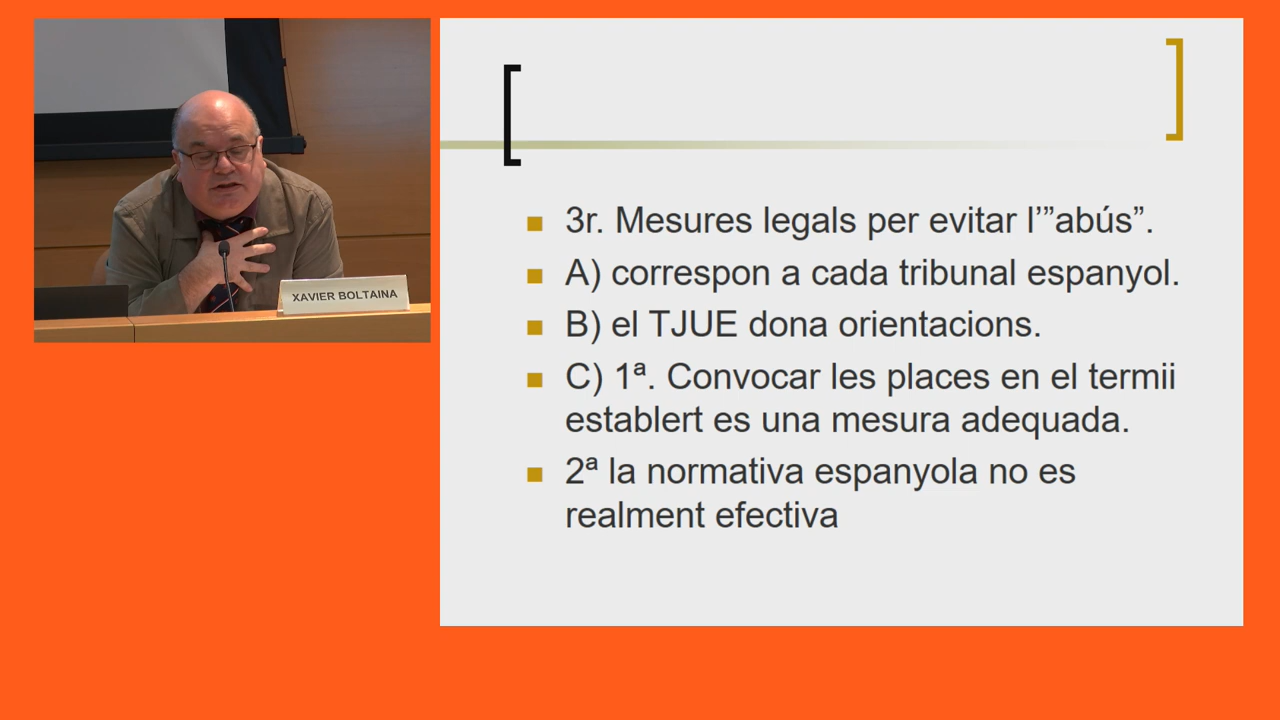 XAVIER BOLTAINA
3r. Mesures legals per evitar l'”abús”.
A) correspon a cada tribunal espanyol.
B) el TJUE dona orientacions.
C) 1ª. Convocar les places en el termii
establert es una mesura adequada.
2ª la normativa espanyola no es
realment efectiva